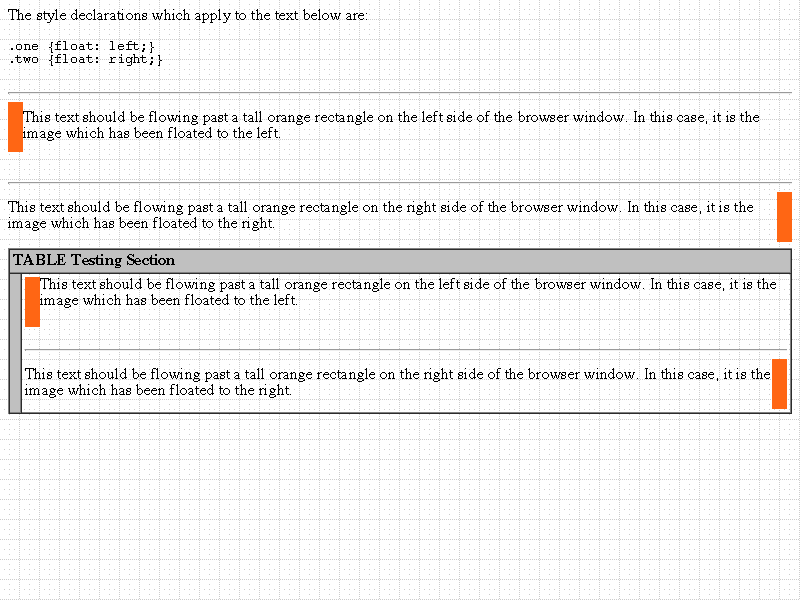 The style declarations which apply to the text below are:
.one {float: left;}
.two {float: right;}
This text should be flowing past a tall orange rectangle on the left side of the browser window. In this case, it is the
image which has been floated to the left.
This text should be flowing past a tall orange rectangle on the right side of the browser window. In this case, it is the
image which has been floated to the right.
TABLE Testing Section
This text should be flowing past a tall orange rectangle on the left side of the browser window. In this case, it is the
image which has been floated to the left.
This text should be flowing past a tall orange rectangle on the right side of the browser window. In this case, it is the
image which has been floated to the right.